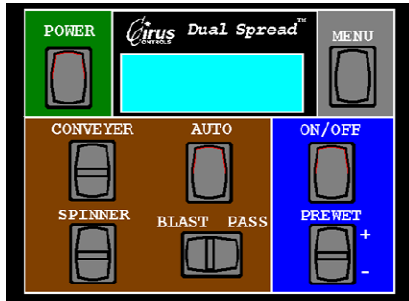 POWER
Cirus CONTROLS Dual Spread™
MENU
CONVEYER
AUTO
ON/OFF
SPINNER
BLAST PASS
PREWET
+
-